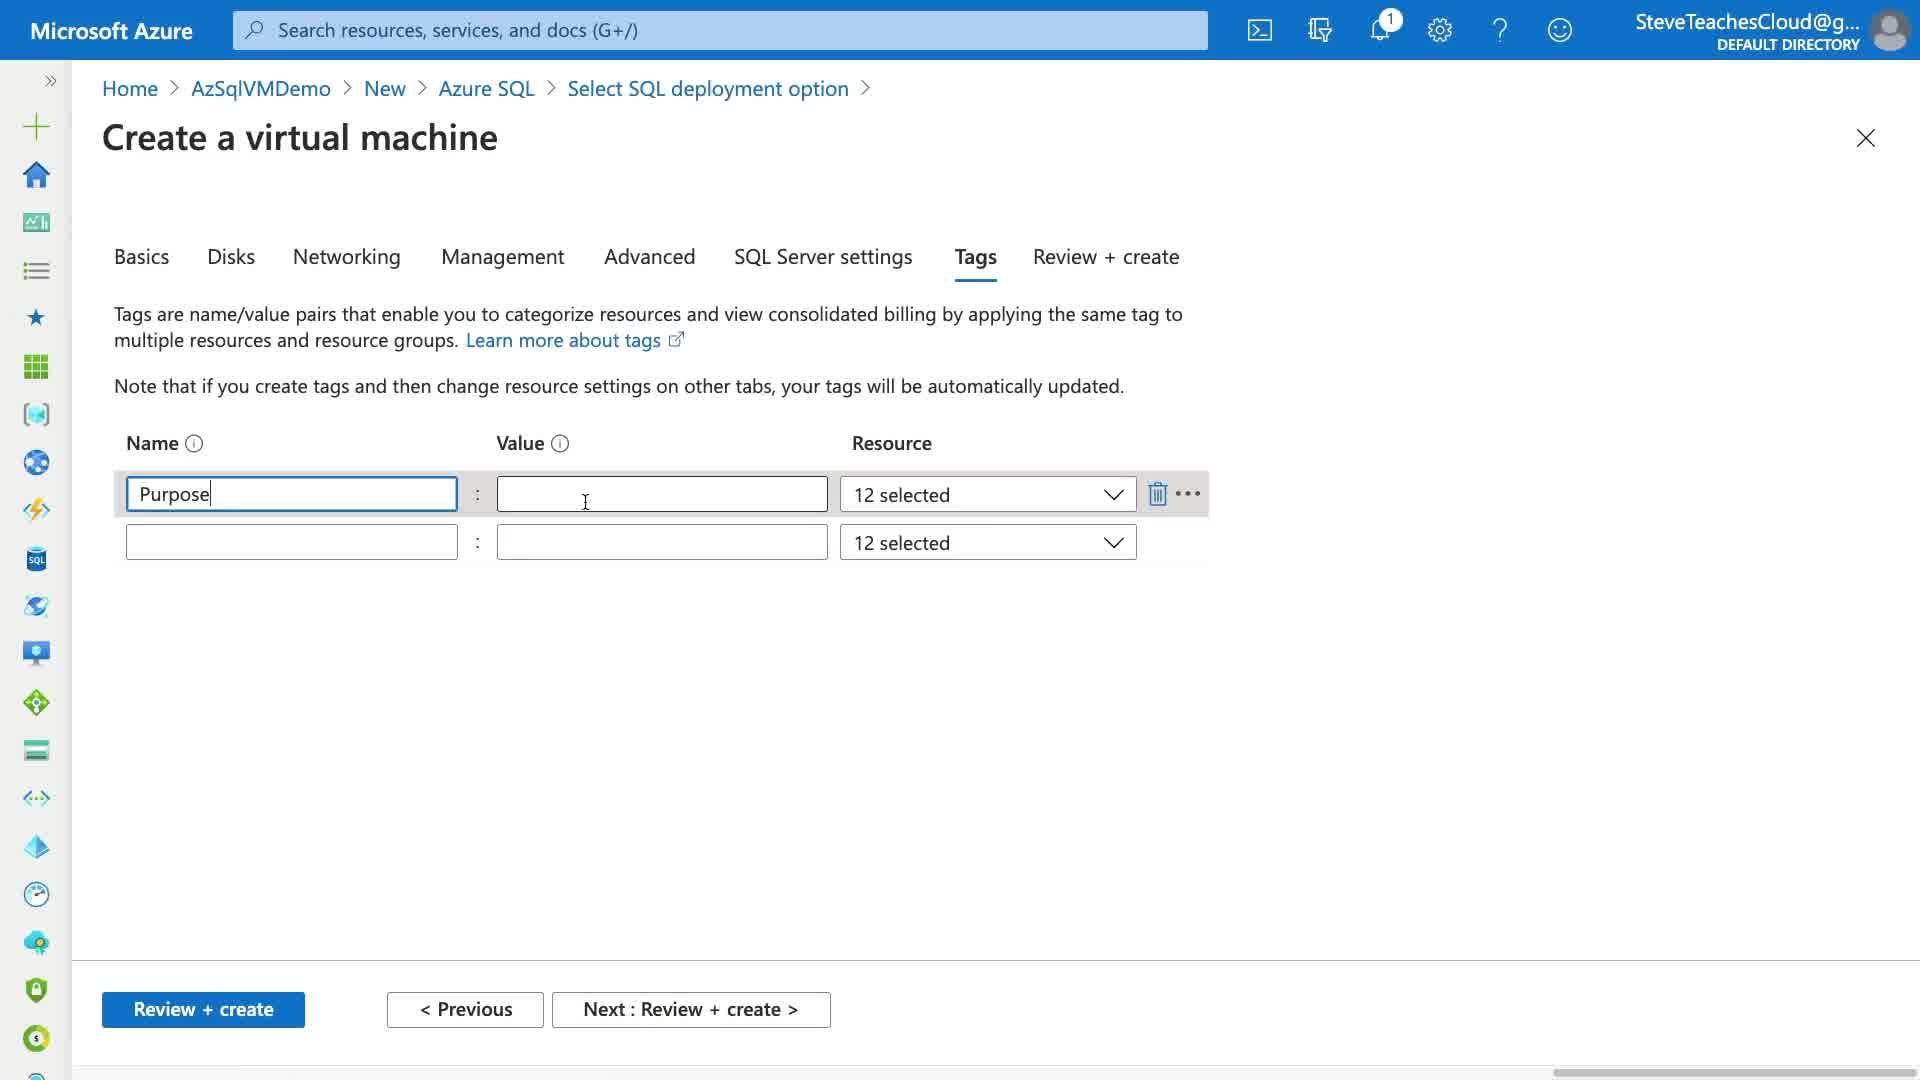 Microsoft Azure
Search resources, services, and docs (G+/)
1
SteveTeachesCloud@g...
DEFAULT DIRECTORY
Home > AzSqlVMDemo > New > Azure SQL > Select SQL deployment option >
Create a virtual machine
Basics Disks Networking Management Advanced SQL Server settings Tags Review + create
Tags are name/value pairs that enable you to categorize resources and view consolidated billing by applying the same tag to
multiple resources and resource groups. Learn more about tags
Note that if you create tags and then change resource settings on other tabs, your tags will be automatically updated.
Name Value Resource
Purpose : 12 selected
: 12 selected
SQL
Review + create < Previous Next : Review + create >